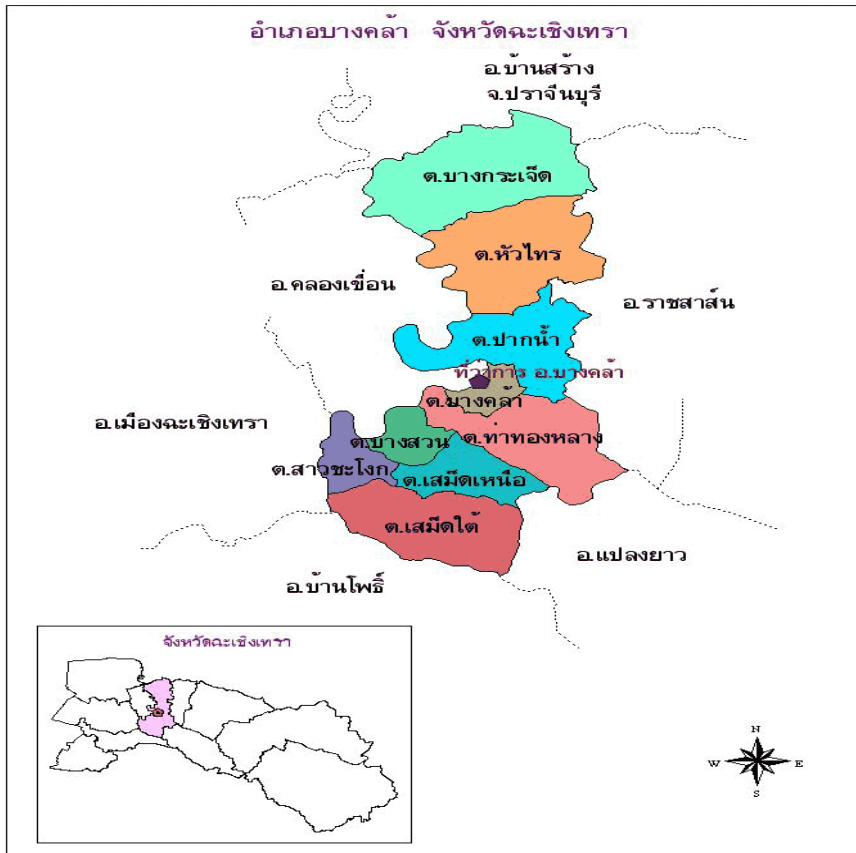 อำเภอบางคล้า จังหวัดฉะเชิงเทรา
อ.บ้านสร้าง
จ.ปราจีนบุรี
ต.บางกระเจ็ด
ต.หัวไทร
อ.คลองเขื่อน
อ.ราชสาส์น
ต.ปากน้ำ
ที่ว่าการ อ.บางคล้า
ต.บางคล้า
อ.เมืองฉะเชิงเทรา
ต.ท่าทองหลาง
ต.บางสวน
ต.สาวชะโงก
ต.เสม็ดเหนือ
ต.เสม็ดใต้
อ.แปลงยาว
อ.บ้านโพธิ์
จังหวัดฉะเชิงเทรา
N
W E
S